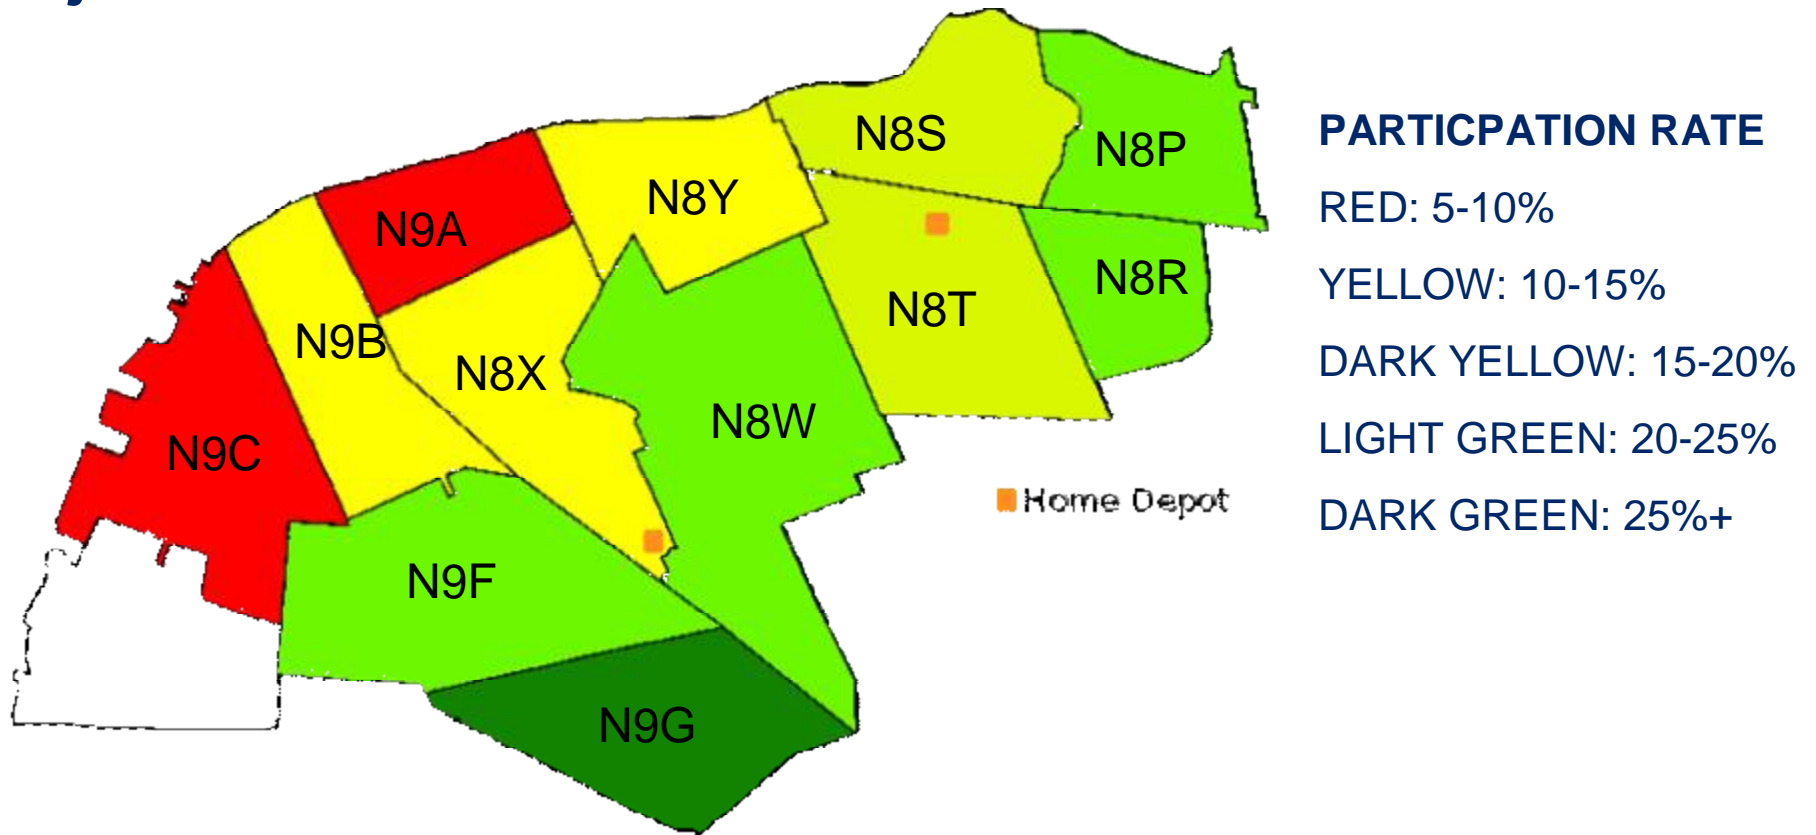 N8S
N8P
PARTICPATION RATE
N8Y
N9A
RED: 5-10%
N8R
YELLOW: 10-15%
N8T
N9B
N8X
DARK YELLOW: 15-20%
N8W
N9C
LIGHT GREEN: 20-25%
Home Depot
DARK GREEN: 25%+
N9F
N9G